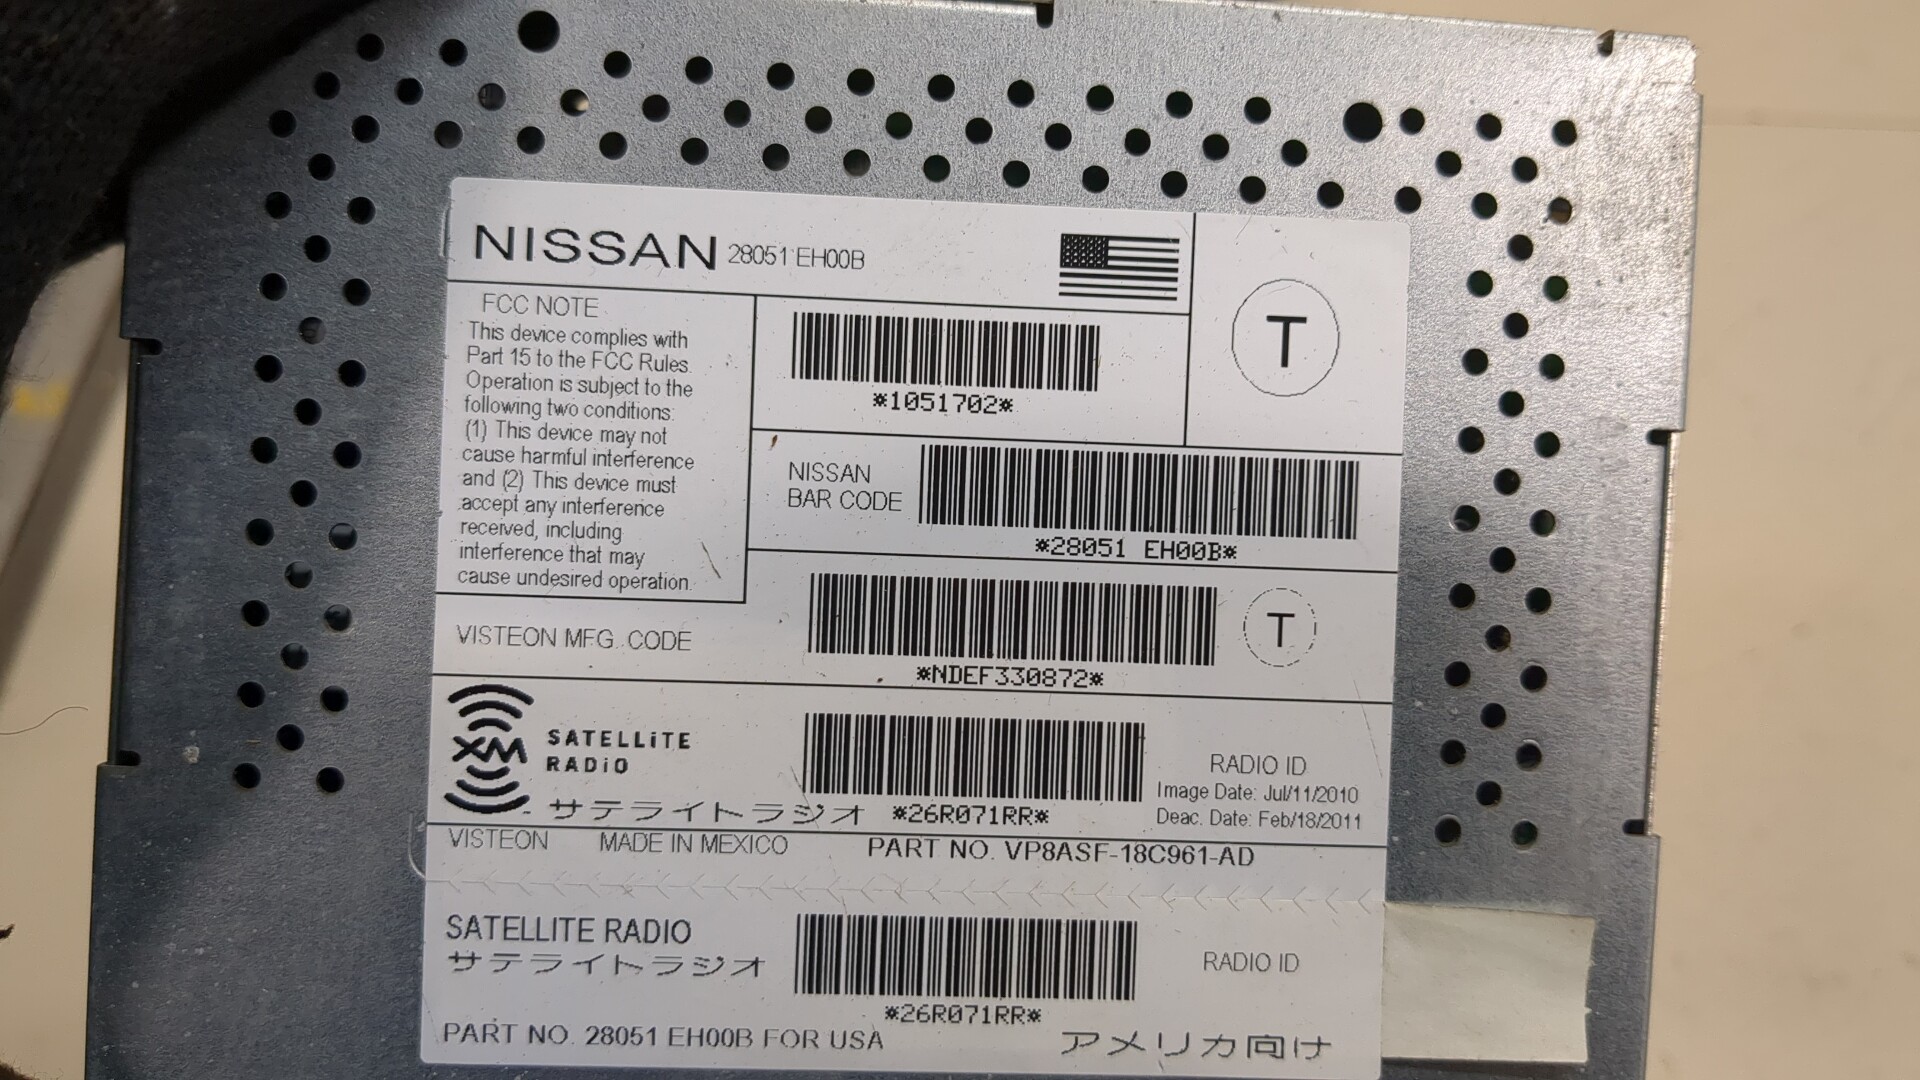 NISSAN 28051 EH00B
FCC NOTE
This device complies with
Part 15 to the FCC Rules.
Operation is subject to the
following two conditions:
(1) This device may not
cause harmful interference
and (2) This device must
accept any interference
received, including
interference that may
cause undesired operation.
*1051702*
T
NISSAN
BAR CODE
*28051 EH00B*
VISTEON MFG. CODE
*NDEF330872*
T
XM SATELLiTE
RADiO
サテライトラジオ
*26R071RR*
RADIO ID
Image Date: Jul/11/2010
Deac. Date: Feb/18/2011
VISTEON MADE IN MEXICO PART NO. VP8ASF-18C961-AD
SATELLITE RADIO
サテライトラジオ
*26R071RR*
RADIO ID
PART NO. 28051 EH00B FOR USA
アメリカ向け